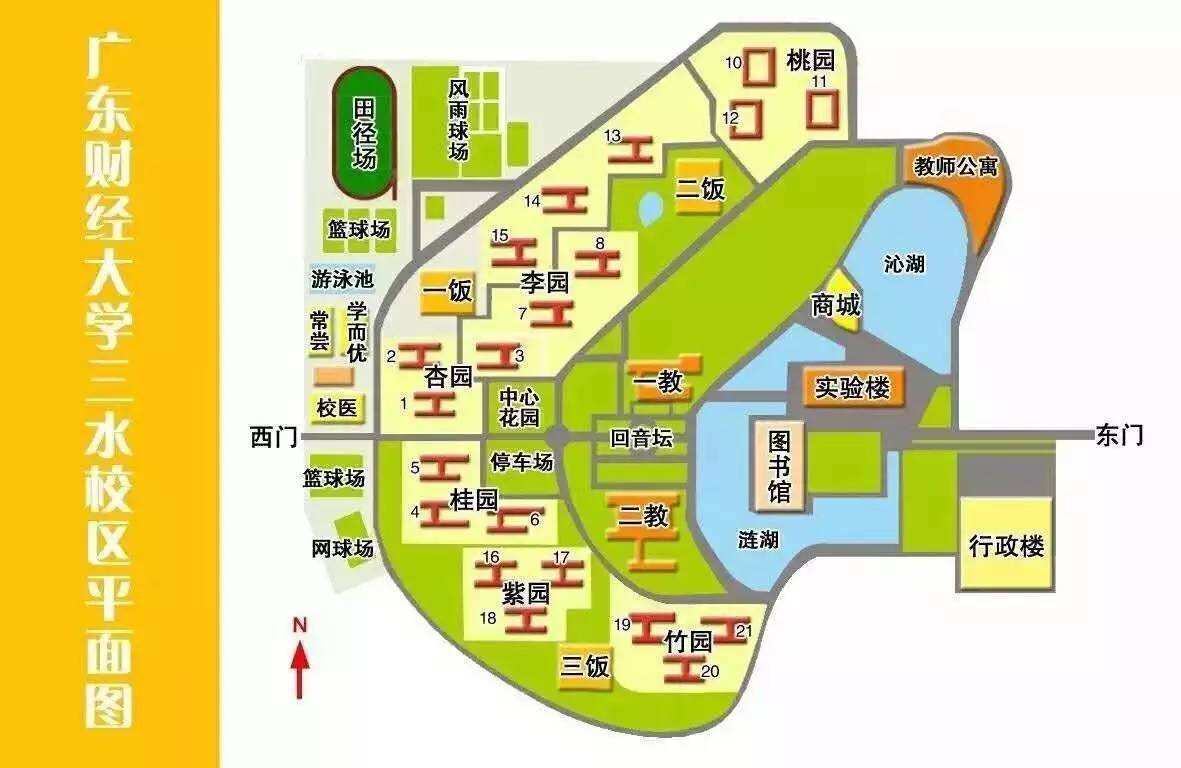 广东财经大学三水校区平面图
桃园
10
11
12
田径场
风雨球场
13
二饭
教师公寓
14
篮球场
15
8
李园
沁湖
游泳池
一饭
7
商城
常尝
学而优
2
3
杏园
一教
实验楼
1
中心
花园
校医
西门
回音坛
东门
停车场
图书馆
篮球场
5
桂园
4
6
二教
网球场
涟湖
行政楼
16
17
紫园
18
19
竹园
21
20
三饭
N